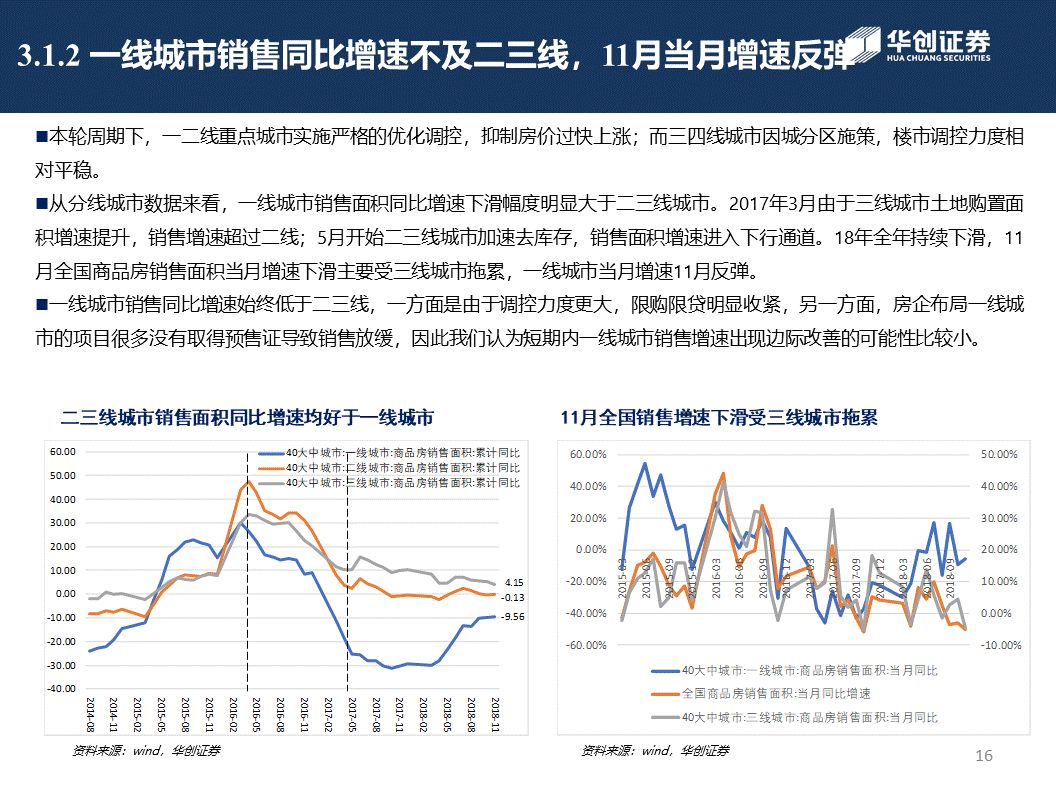 3.1.2 一线城市销售同比增速不及二三线，11月当月增速反弹
华创证券
HUA CHUANG SECURITIES
■本轮周期下，一二线重点城市实施严格的优化调控，抑制房价过快上涨；而三四线城市因城分区施策，楼市调控力度相
对平稳。
■从分线城市数据来看，一线城市销售面积同比增速下滑幅度明显大于二三线城市。2017年3月由于三线城市土地购置面
积增速提升，销售增速超过二线；5月开始二三线城市加速去库存，销售面积增速进入下行通道。18年全年持续下滑，11
月全国商品房销售面积当月增速下滑主要受三线城市拖累，一线城市当月增速11月反弹。
■一线城市销售同比增速始终低于二三线，一方面是由于调控力度更大，限购限贷明显收紧，另一方面，房企布局一线城
市的项目很多没有取得预售证导致销售放缓，因此我们认为短期内一线城市销售增速出现边际改善的可能性比较小。
二三线城市销售面积同比增速均好于一线城市
60.00
50.00
40.00
30.00
20.00
10.00
0.00
-10.00
-20.00
-30.00
-40.00
40大中城市:一线城市:商品房销售面积:累计同比
40大中城市:二线城市:商品房销售面积:累计同比
40大中城市:三线城市:商品房销售面积:累计同比
4.15
-0.13
-9.56
2014-08
2014-11
2015-02
2015-05
2015-08
2015-11
2016-02
2016-05
2016-08
2016-11
2017-02
2017-05
2017-08
2017-11
2018-02
2018-05
2018-08
2018-11
资料来源：wind，华创证券
11月全国销售增速下滑受三线城市拖累
60.00%
40.00%
20.00%
0.00%
-20.00%
-40.00%
-60.00%
50.00%
40.00%
30.00%
20.00%
10.00%
0.00%
-10.00%
2016-03
2016-09
2017-09
2018-03
2018-09
40大中城市:一线城市:商品房销售面积:当月同比
全国商品房销售面积:当月同比增速
40大中城市:三线城市:商品房销售面积:当月同比
资料来源：wind，华创证券
16